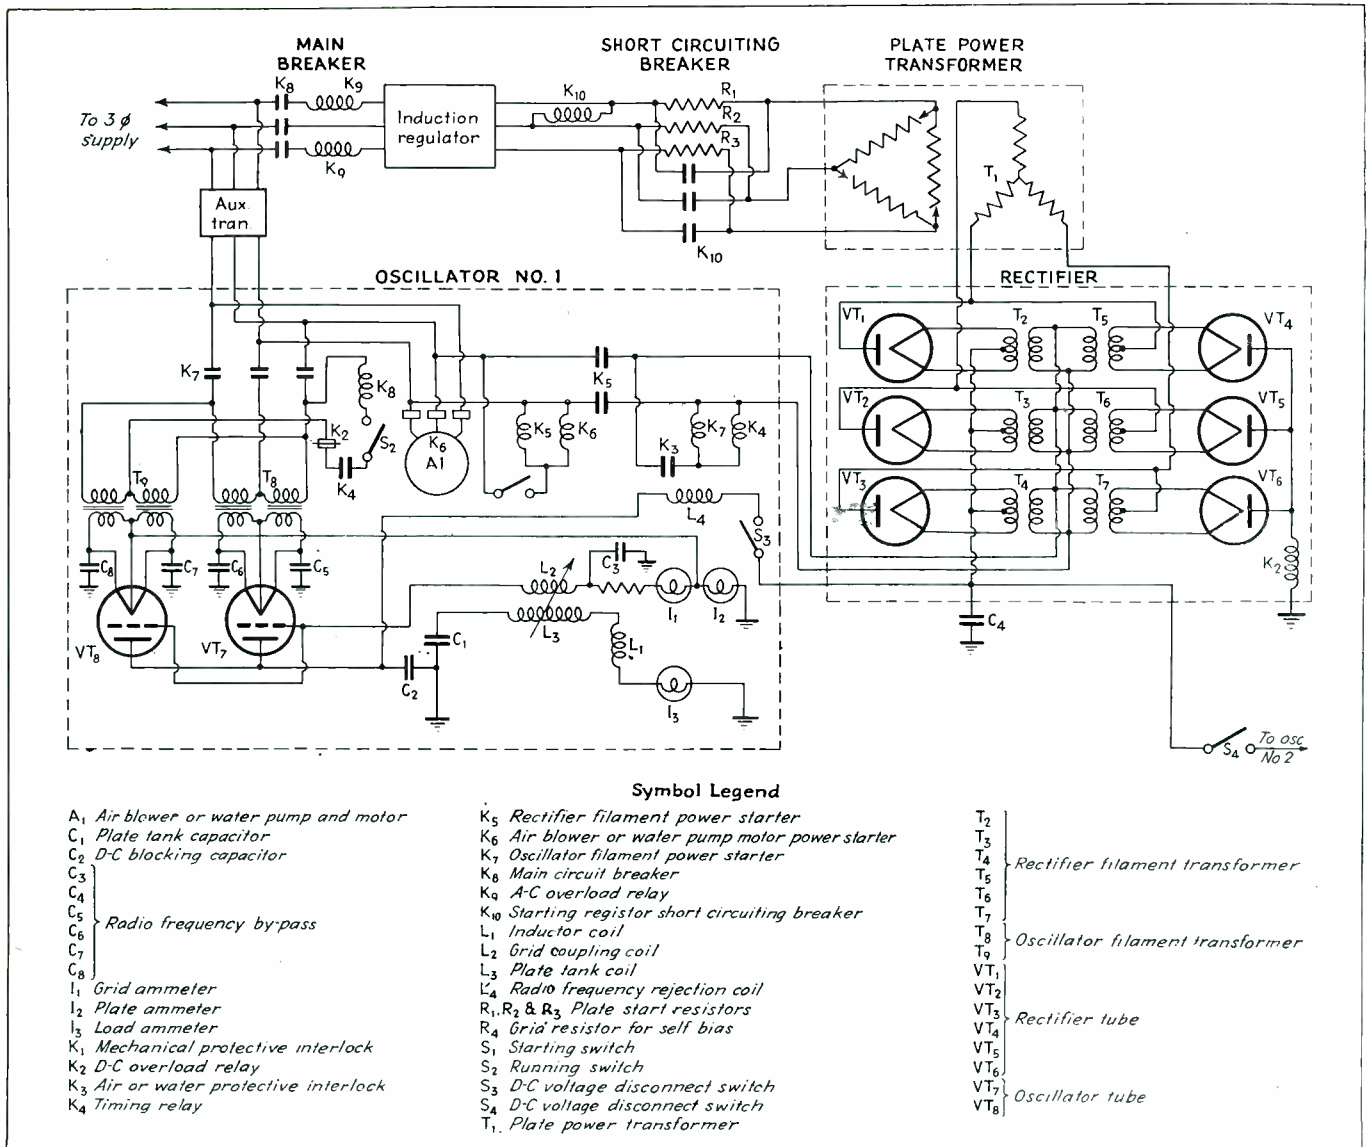 MAIN
BREAKER
SHORT CIRCUITING
BREAKER
PLATE POWER
TRANSFORMER
K8
K9
K10
R1
To 3 φ
supply
Induction
regulator
R2
R3
K9
T1
Aux.
tran.
K10
OSCILLATOR NO. 1
RECTIFIER
VT1
T2
T5
VT4
K7
K8
K5
VT2
T3
T6
VT5
K2
S2
K6
A1
K5
K6
K3
K7
K4
T9
T8
K4
VT3
T4
T7
VT6
L4
S3
C8
C7
C6
C5
L2
C3
K2
I1
I2
L3
C4
VT8
VT7
C1
L1
C2
I3
S4
To osc
No 2
Symbol Legend
A1 Air blower or water pump and motor
C1 Plate tank capacitor
C2 D-C blocking capacitor
C3
C4
C5
C6
C7
C8
Radio frequency by-pass
I1 Grid ammeter
I2 Plate ammeter
I3 Load ammeter
K1 Mechanical protective interlock
K2 D-C overload relay
K3 Air or water protective interlock
K4 Timing relay
K5 Rectifier filament power starter
K6 Air blower or water pump motor power starter
K7 Oscillator filament power starter
K8 Main circuit breaker
K9 A-C overload relay
K10 Starting registor short circuiting breaker
L1 Inductor coil
L2 Grid coupling coil
L3 Plate tank coil
L4 Radio frequency rejection coil
R1, R2 & R3 Plate start resistors
R4 Grid resistor for self bias
S1 Starting switch
S2 Running switch
S3 D-C voltage disconnect switch
S4 D-C voltage disconnect switch
T1. Plate power transformer
T2
T3
T4
T5
T6
T7
Rectifier filament transformer
T8
T9
Oscillator filament transformer
VT1
VT2
VT3
VT4
VT5
VT6
Rectifier tube
VT7
VT8
Oscillator tube